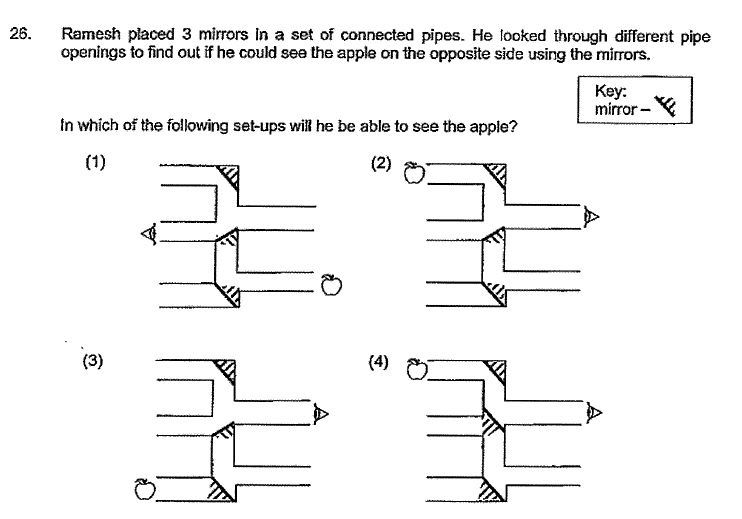 26. Ramesh placed 3 mirrors in a set of connected pipes. He looked through different pipe
openings to find out if he could see the apple on the opposite side using the mirrors.
Key:
mirror –
In which of the following set-ups will he be able to see the apple?
(1)
(2)
(3)
(4)